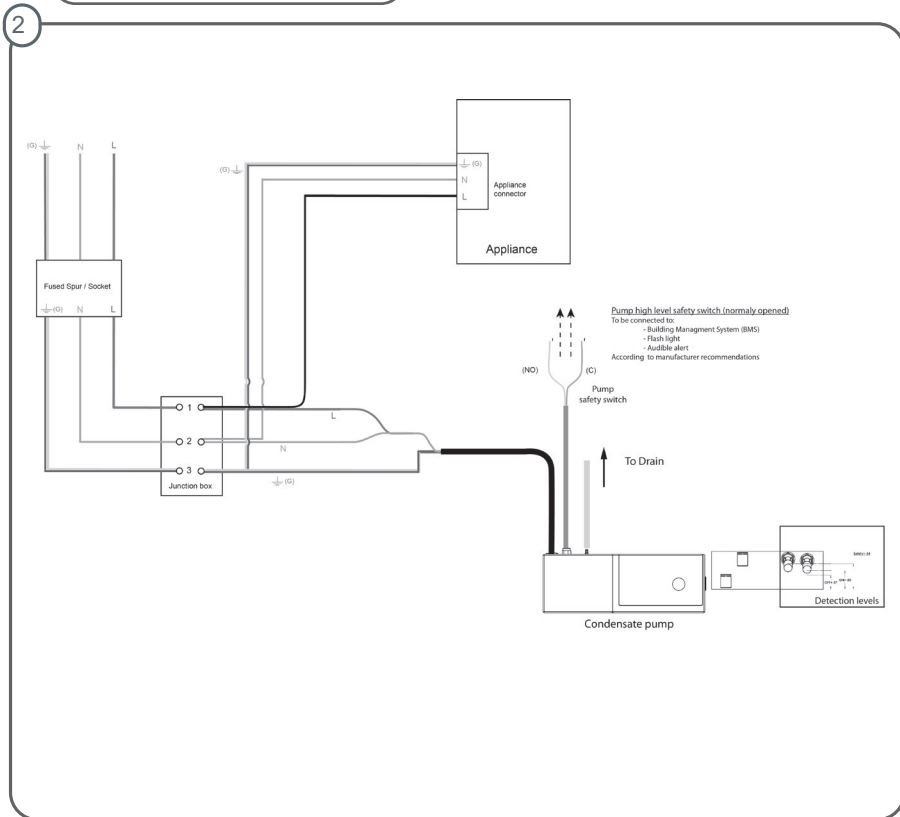 2
(G) N L
Fused Spur / Socket
(G) N L
1
2
3
Junction box
(G)
(G)
N
L
Appliance
connector
Appliance
L
N
(G)
Pump high level safety switch (normaly opened)
To be connected to:
- Building Managment System (BMS)
- Flash light
- Audible alert
According to manufacturer recommendations
(NO) (C)
Pump
safety switch
To Drain
Condensate pump
Detection levels